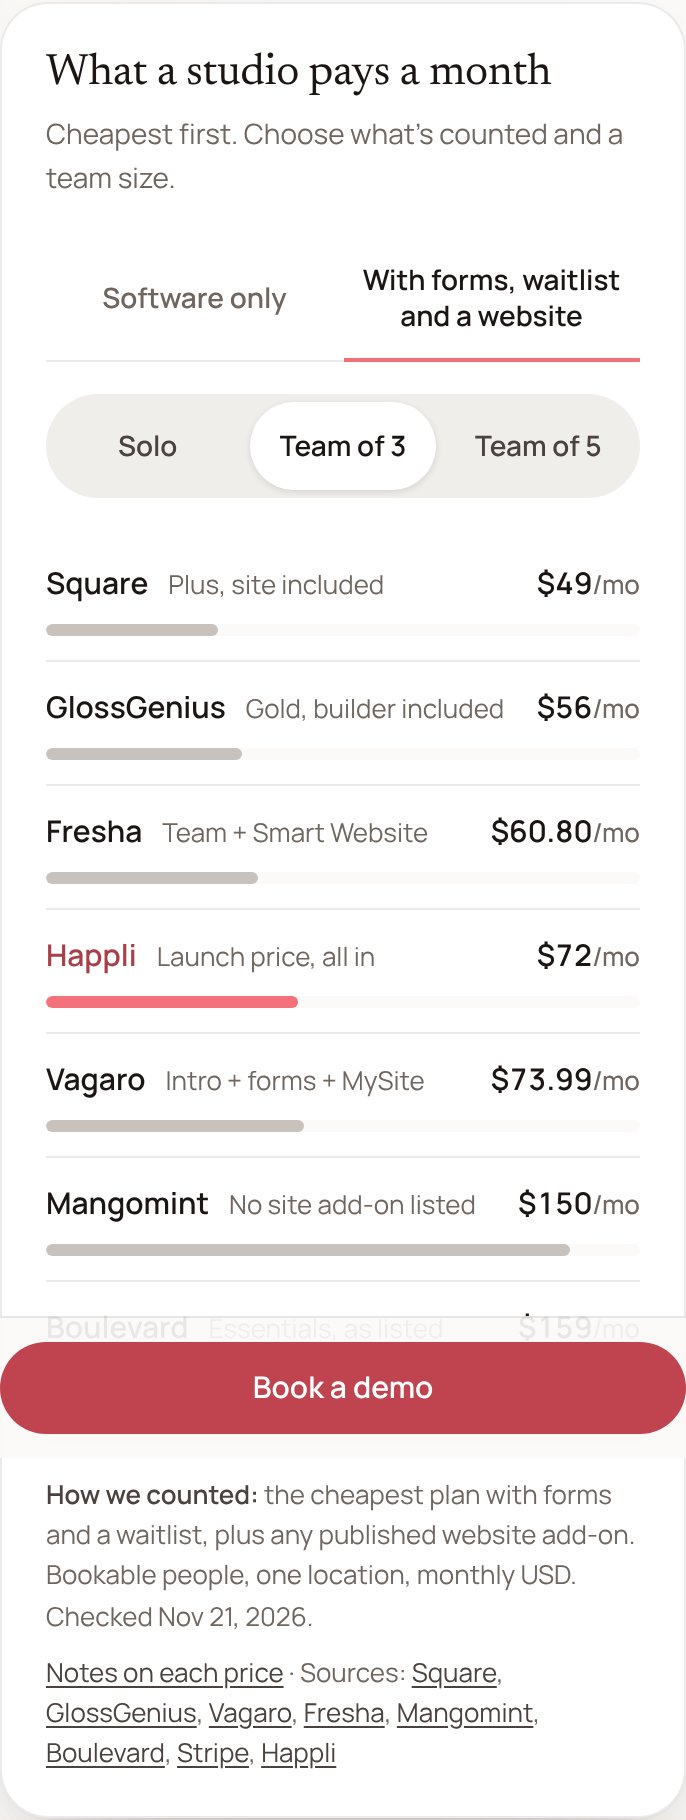 What a studio pays a month
Cheapest first. Choose what’s counted and a
team size.
Software only
With forms, waitlist
and a website
Solo
Team of 3
Team of 5
Square Plus, site included $49/mo
GlossGenius Gold, builder included $56/mo
Fresha Team + Smart Website $60.80/mo
Happli Launch price, all in $72/mo
Vagaro Intro + forms + MySite $73.99/mo
Mangomint No site add-on listed $150/mo
Boulevard Essentials, as listed $159/mo
Book a demo
How we counted: the cheapest plan with forms
and a waitlist, plus any published website add-on.
Bookable people, one location, monthly USD.
Checked Nov 21, 2026.
Notes on each price · Sources: Square,
GlossGenius, Vagaro, Fresha, Mangomint,
Boulevard, Stripe, Happli